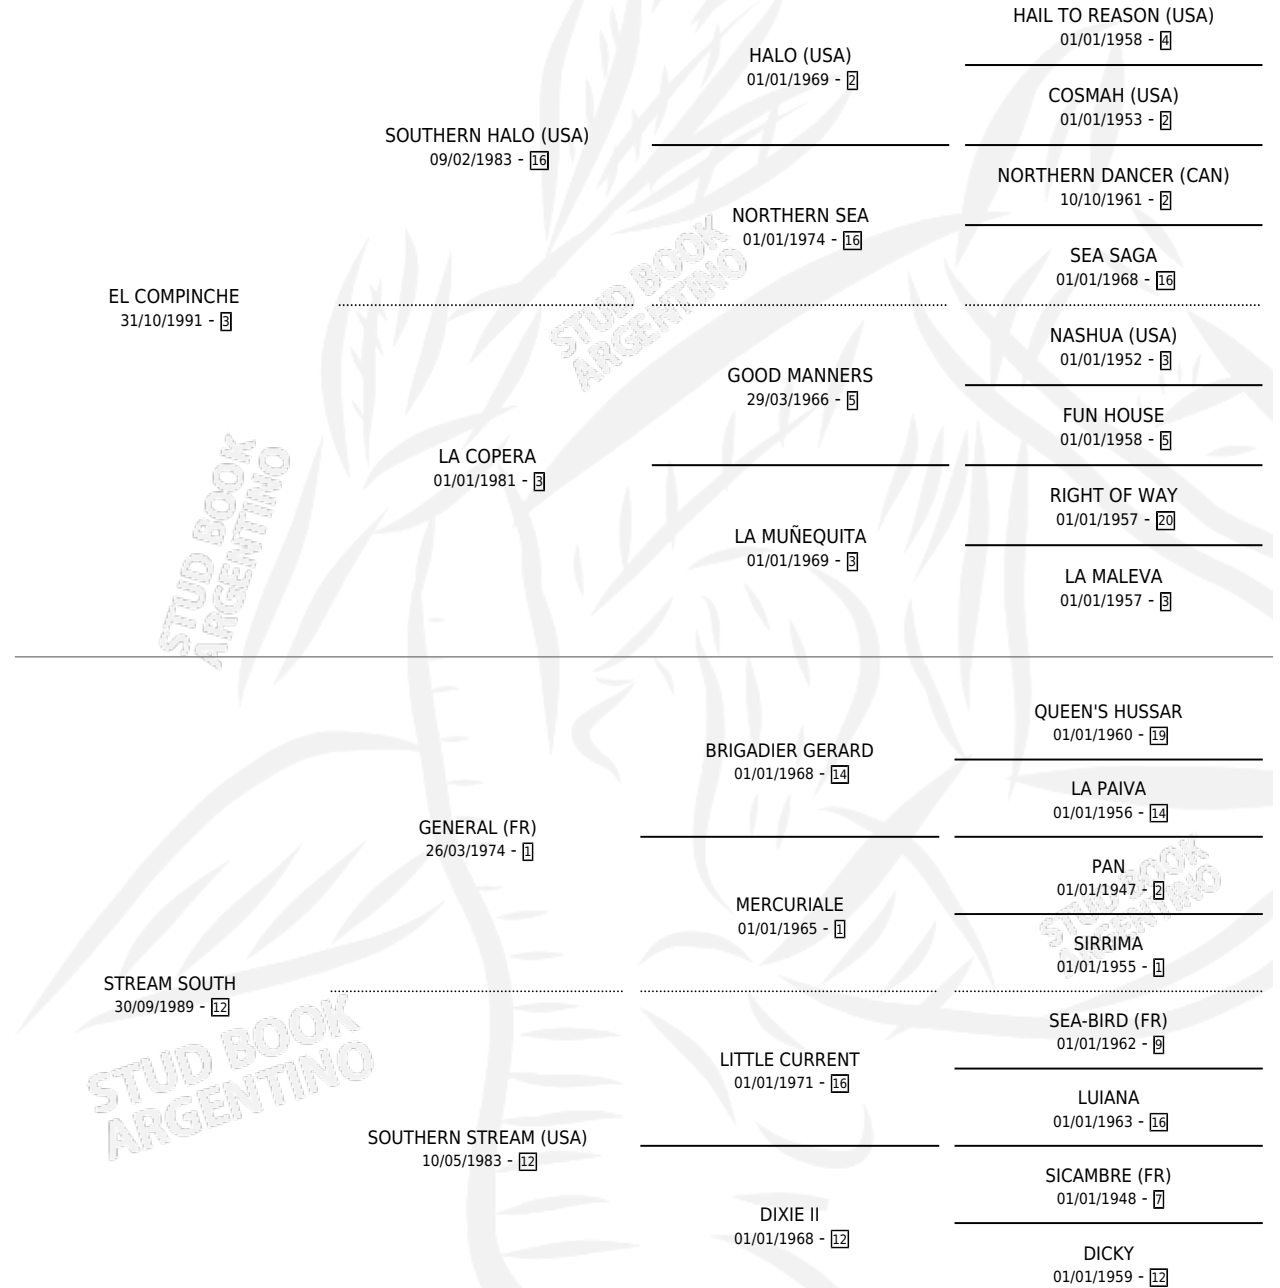 HAIL TO REASON (USA)
01/01/1958 - 4
HALO (USA)
01/01/1969 - 2
COSMAH (USA)
01/01/1953 - 2
SOUTHERN HALO (USA)
09/02/1983 - 16
NORTHERN DANCER (CAN)
10/10/1961 - 2
NORTHERN SEA
01/01/1974 - 16
SEA SAGA
01/01/1968 - 16
EL COMPINCHE
31/10/1991 - 3
STUD BOOK
ARGENTINO
NASHUA (USA)
01/01/1952 - 3
GOOD MANNERS
29/03/1966 - 5
FUN HOUSE
01/01/1958 - 5
LA COPERA
01/01/1981 - 3
RIGHT OF WAY
01/01/1957 - 20
LA MUÑEQUITA
01/01/1969 - 3
LA MALEVA
01/01/1957 - 3
STUD BOOK
ARGENTINO
QUEEN'S HUSSAR
01/01/1960 - 19
BRIGADIER GERARD
01/01/1968 - 14
LA PAIVA
01/01/1956 - 14
GENERAL (FR)
26/03/1974 - 1
PAN
01/01/1947 - 2
MERCURIALE
01/01/1965 - 1
SIRRIMA
01/01/1955 - 1
STUD BOOK
ARGENTINO
STREAM SOUTH
30/09/1989 - 12
SEA-BIRD (FR)
01/01/1962 - 9
LITTLE CURRENT
01/01/1971 - 16
LUIANA
01/01/1963 - 16
STUD BOOK
ARGENTINO
SOUTHERN STREAM (USA)
10/05/1983 - 12
SICAMBRE (FR)
01/01/1948 - 7
DIXIE II
01/01/1968 - 12
DICKY
01/01/1959 - 12